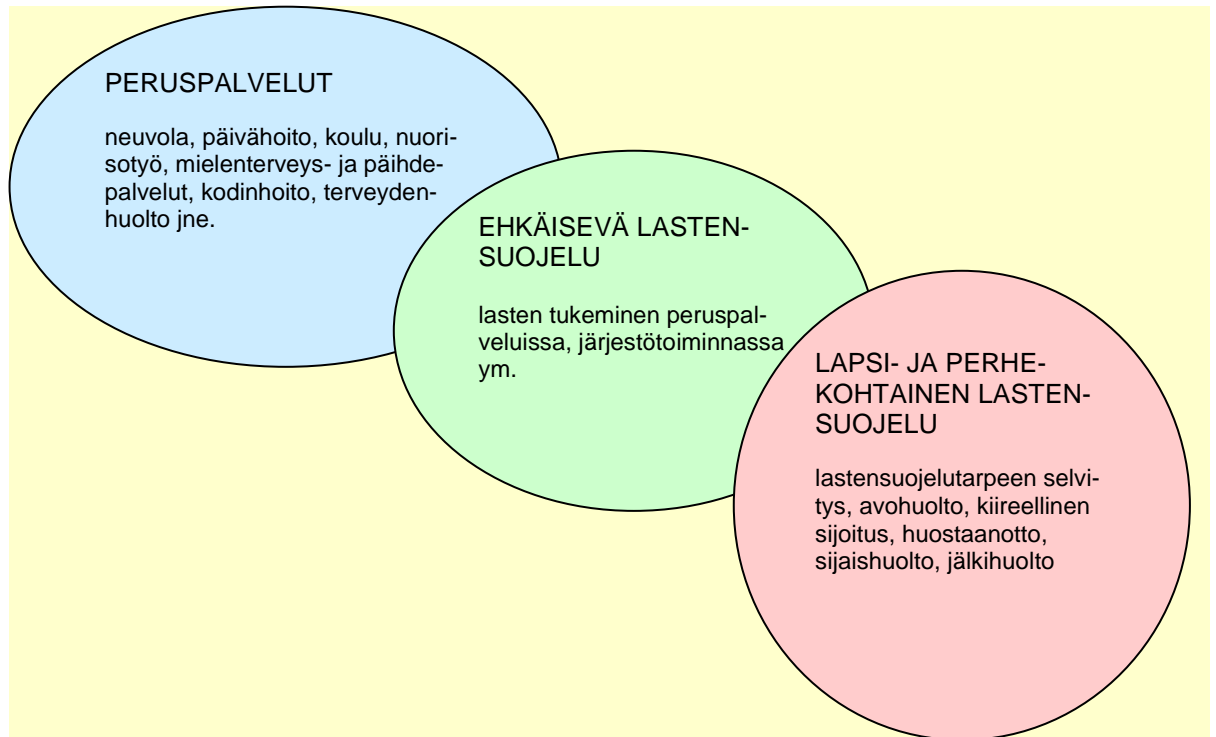 PERUSPALVELUT
neuvola, päivähoito, koulu, nuori-
sotyö, mielenterveys- ja päihde-
palvelut, kodinhoito, terveyden-
huolto jne.
EHKÄISEVÄ LASTEN-
SUOJELU
lasten tukeminen peruspal-
veluissa, järjestötoiminnassa
ym.
LAPSI- JA PERHE-
KOHTAINEN LASTEN-
SUOJELU
lastensuojelutarpeen selvi-
tys, avohuolto, kiireellinen
sijoitus, huostaanotto,
sijaishuolto, jälkihuolto